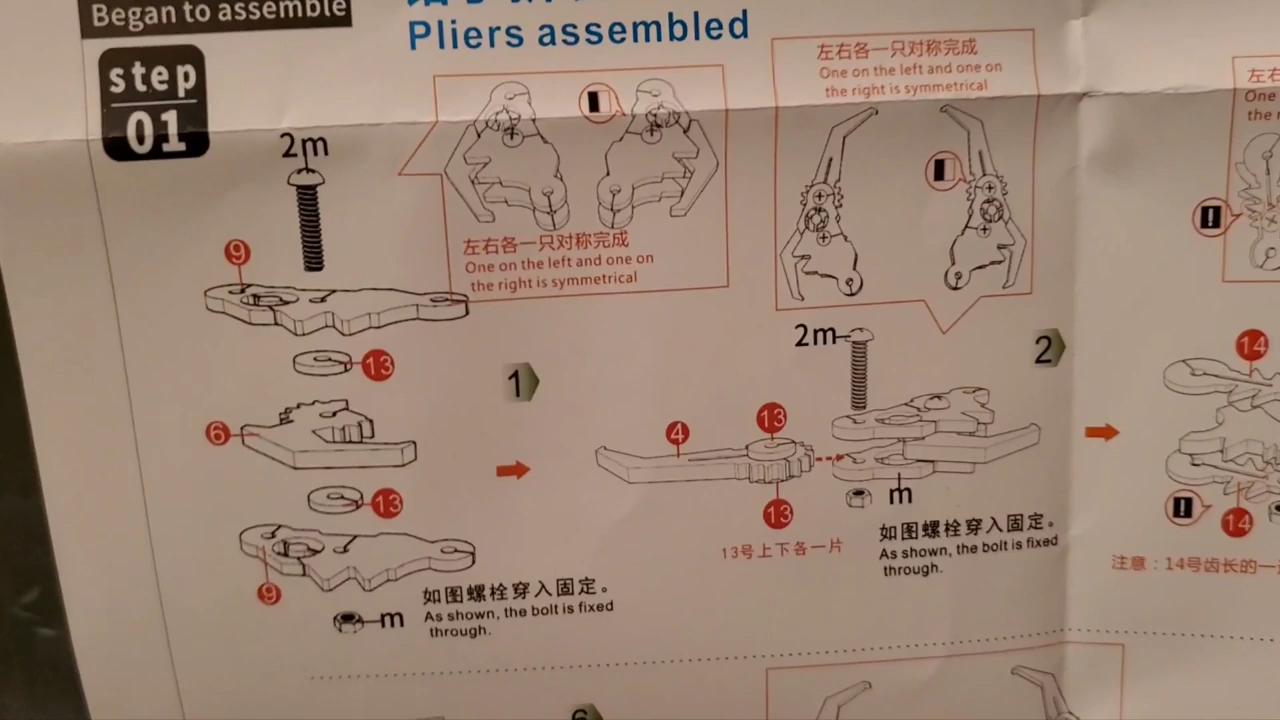 Began to assemble
Pliers assembled
step
01
2m
左右各一只对称完成
One on the left and one on
the right is symmetrical
左右各一只对称完成
One on the left and one on
the right is symmetrical
9
13
6
13
9
m
如图螺栓穿入固定。
As shown, the bolt is fixed
through.
1
2m
4
13
13
m
13号上下各一片
如图螺栓穿入固定。
As shown, the bolt is fixed
through.
2
左右
One
the r
!
14
!
14
注意：14号齿长的一
6